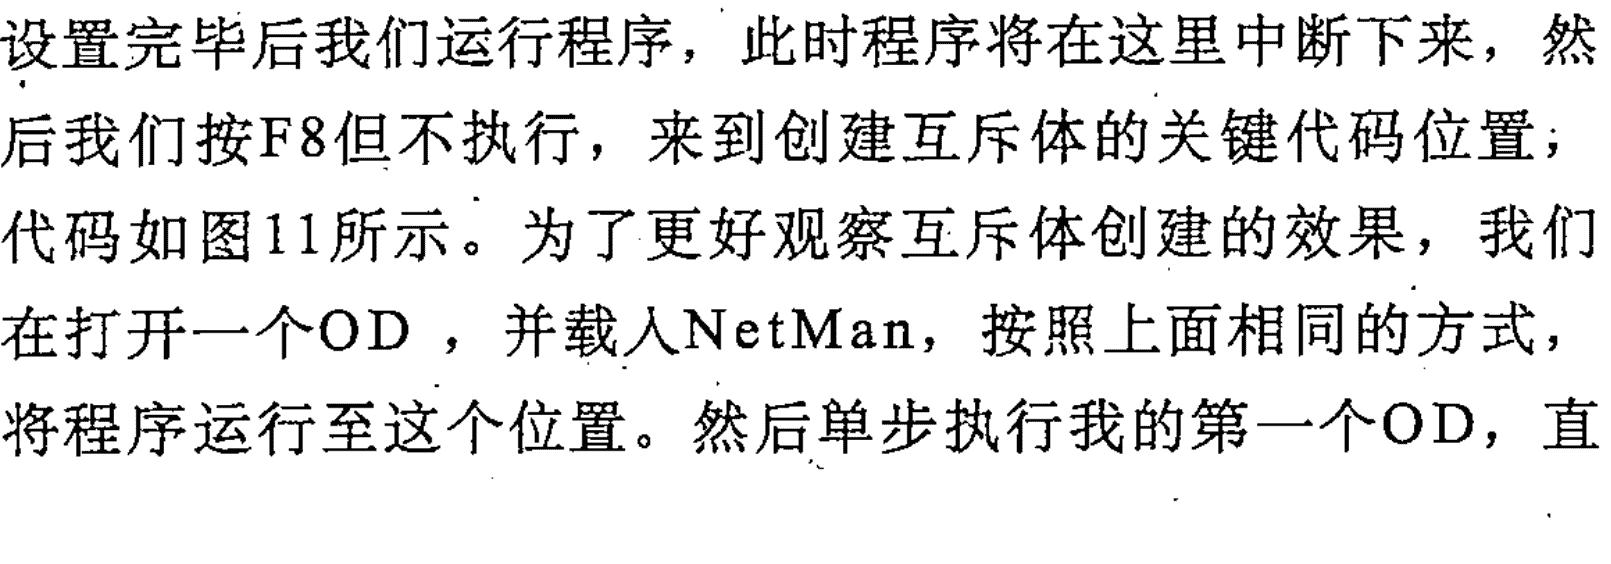 设置完毕后我们运行程序，此时程序将在这里中断下来，然
后我们按F8但不执行，来到创建互斥体的关键代码位置；
代码如图11所示。为了更好观察互斥体创建的效果，我们
在打开一个OD ，并载入NetMan，按照上面相同的方式，
将程序运行至这个位置。然后单步执行我的第一个OD，直